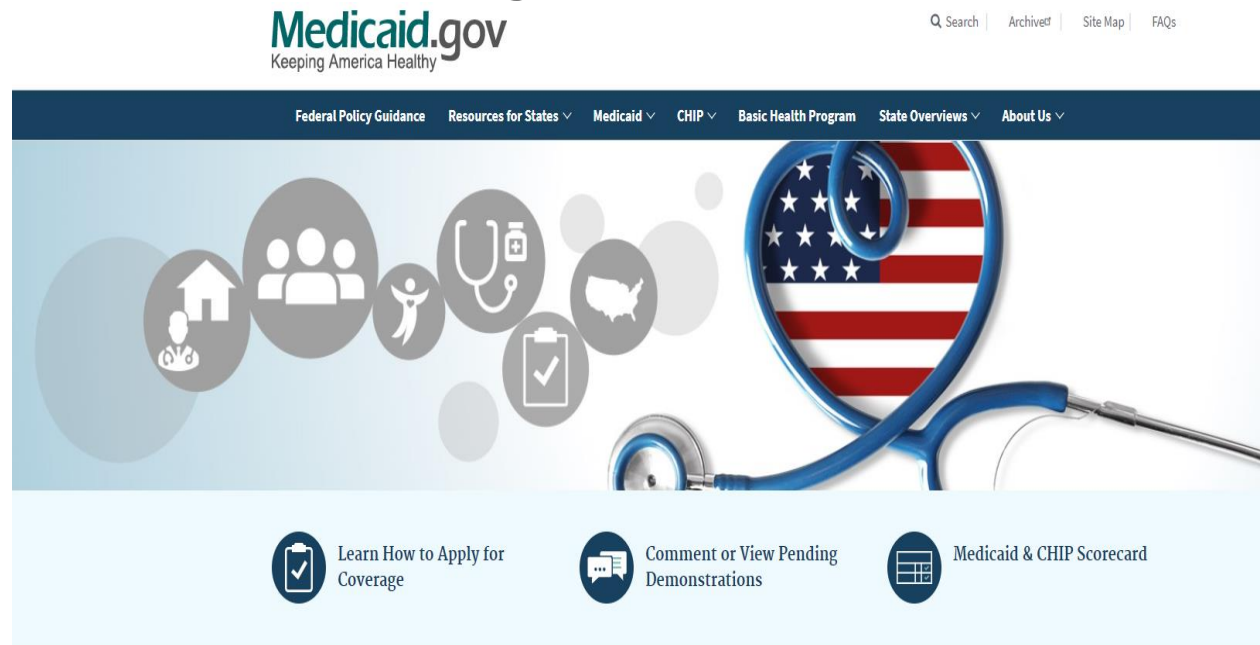 Medicaid.gov
Keeping America Healthy
Search
Archive
Site Map
FAQs
Federal Policy Guidance
Resources for States
Medicaid
CHIP
Basic Health Program
State Overviews
About Us
Learn How to Apply for
Coverage
Comment or View Pending
Demonstrations
Medicaid & CHIP Scorecard